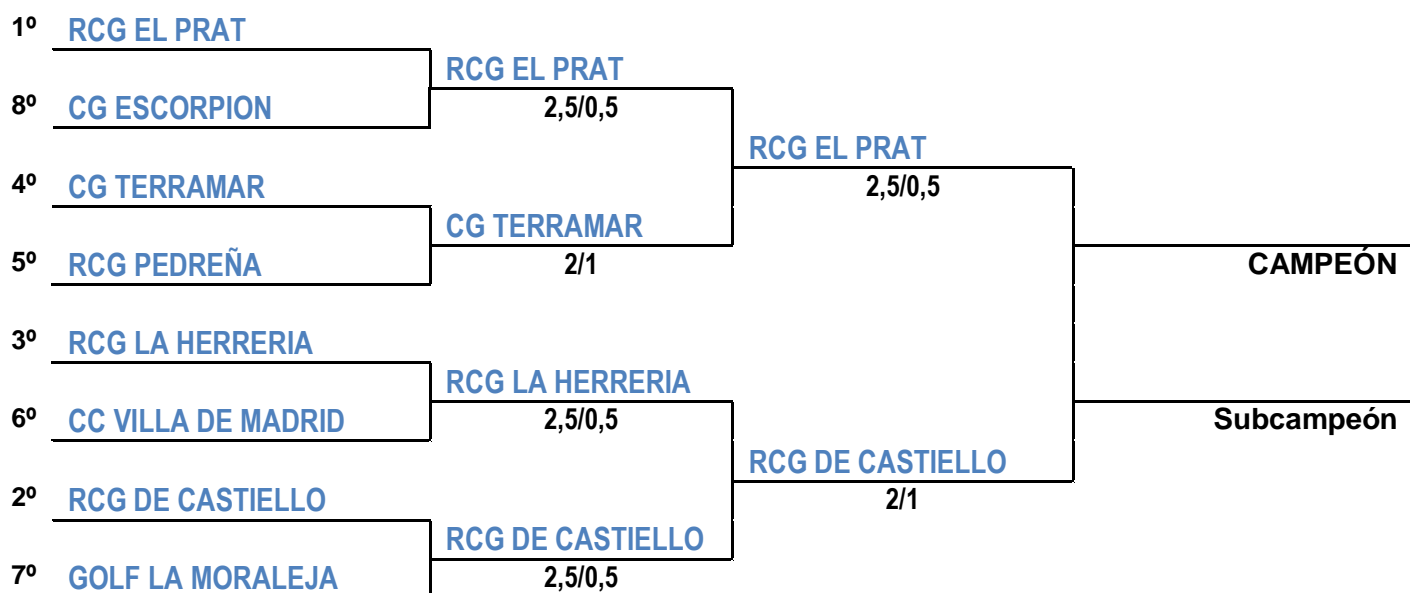 1º RCG EL PRAT
RCG EL PRAT
8º CG ESCORPION
2,5/0,5
RCG EL PRAT
4º CG TERRAMAR
2,5/0,5
CG TERRAMAR
5º RCG PEDREÑA
2/1
CAMPEÓN
3º RCG LA HERRERIA
RCG LA HERRERIA
6º CC VILLA DE MADRID
2,5/0,5
Subcampeón
RCG DE CASTIELLO
2º RCG DE CASTIELLO
2/1
RCG DE CASTIELLO
7º GOLF LA MORALEJA
2,5/0,5